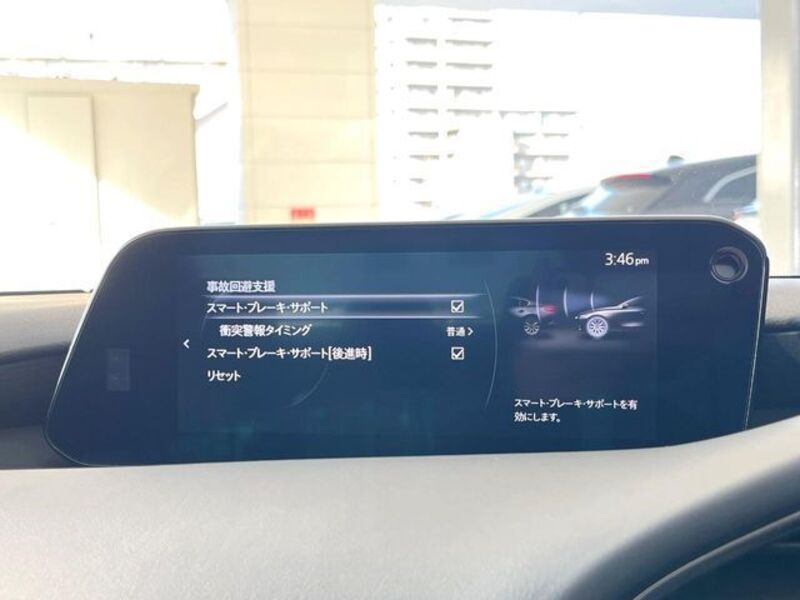 3:46pm
事故回避支援
スマート・ブレーキ・サポート
衝突警報タイミング 普通
スマート・ブレーキ・サポート[後進時]
リセット
スマート・ブレーキ・サポートを有
効にします。